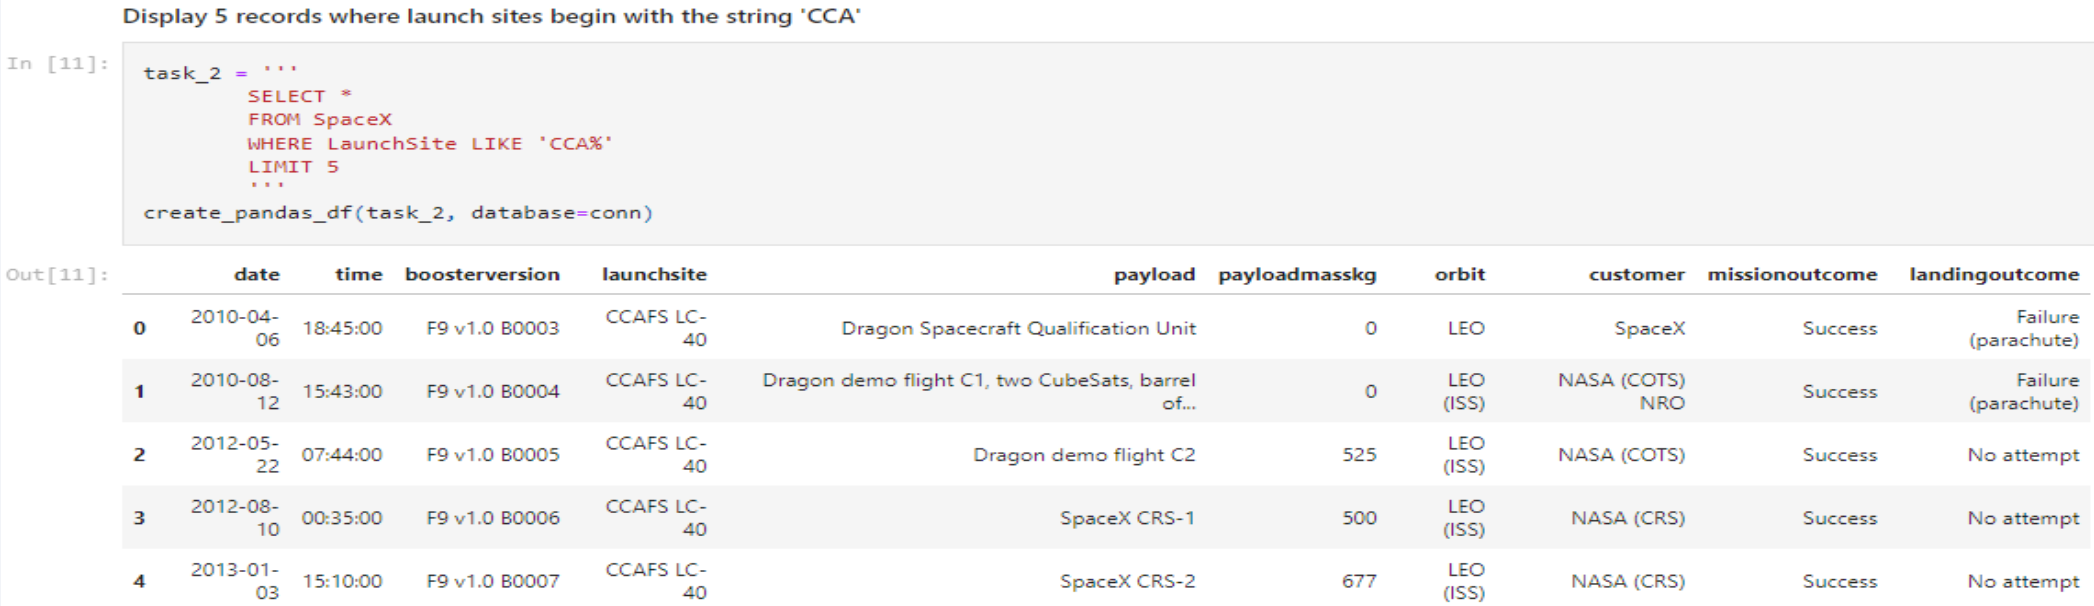 Display 5 records where launch sites begin with the string 'CCA'
In [11]:
task_2 = '''
SELECT *
FROM SpaceX
WHERE LaunchSite LIKE 'CCA%'
LIMIT 5
'''
create_pandas_df(task_2, database=conn)
Out[11]:
date time boosterversion launchsite payload payloadmasskg orbit customer missionoutcome landingoutcome
0 2010-04-06 18:45:00 F9 v1.0 B0003 CCAFS LC-40 Dragon Spacecraft Qualification Unit 0 LEO SpaceX Success Failure (parachute)
1 2010-08-12 15:43:00 F9 v1.0 B0004 CCAFS LC-40 Dragon demo flight C1, two CubeSats, barrel of... 0 LEO (ISS) NASA (COTS) NRO Success Failure (parachute)
2 2012-05-22 07:44:00 F9 v1.0 B0005 CCAFS LC-40 Dragon demo flight C2 525 LEO (ISS) NASA (COTS) Success No attempt
3 2012-08-10 00:35:00 F9 v1.0 B0006 CCAFS LC-40 SpaceX CRS-1 500 LEO (ISS) NASA (CRS) Success No attempt
4 2013-01-03 15:10:00 F9 v1.0 B0007 CCAFS LC-40 SpaceX CRS-2 677 LEO (ISS) NASA (CRS) Success No attempt